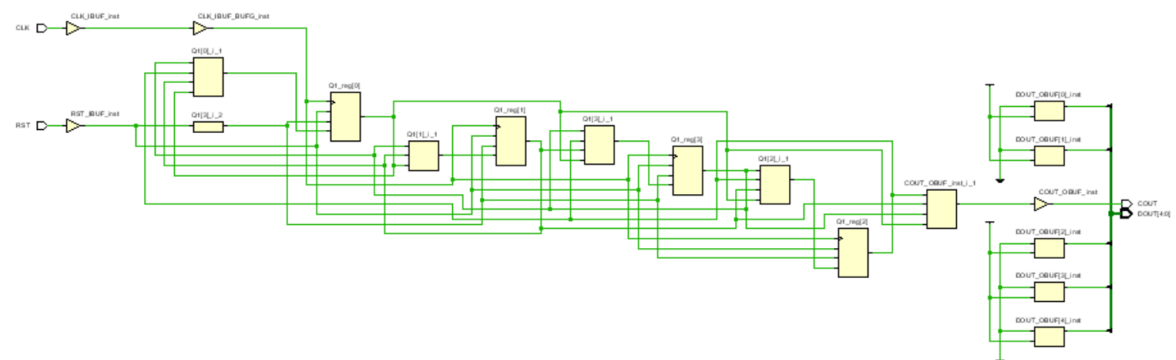 CLK
CLK_IBUF_inst
CLK_IBUF_BUFG_inst
Q1[0]_i_1
Q1_reg[0]
RST
RST_IBUF_inst
Q1[3]_i_2
Q1[1]_i_1
Q1_reg[1]
Q1[3]_i_1
Q1_reg[3]
Q1[2]_i_1
Q1_reg[2]
COUT_OBUF_inst_i_1
COUT_OBUF_inst
DOUT_OBUF[0]_inst
DOUT_OBUF[1]_inst
COUT
DOUT[4:0]
DOUT_OBUF[2]_inst
DOUT_OBUF[3]_inst
DOUT_OBUF[4]_inst